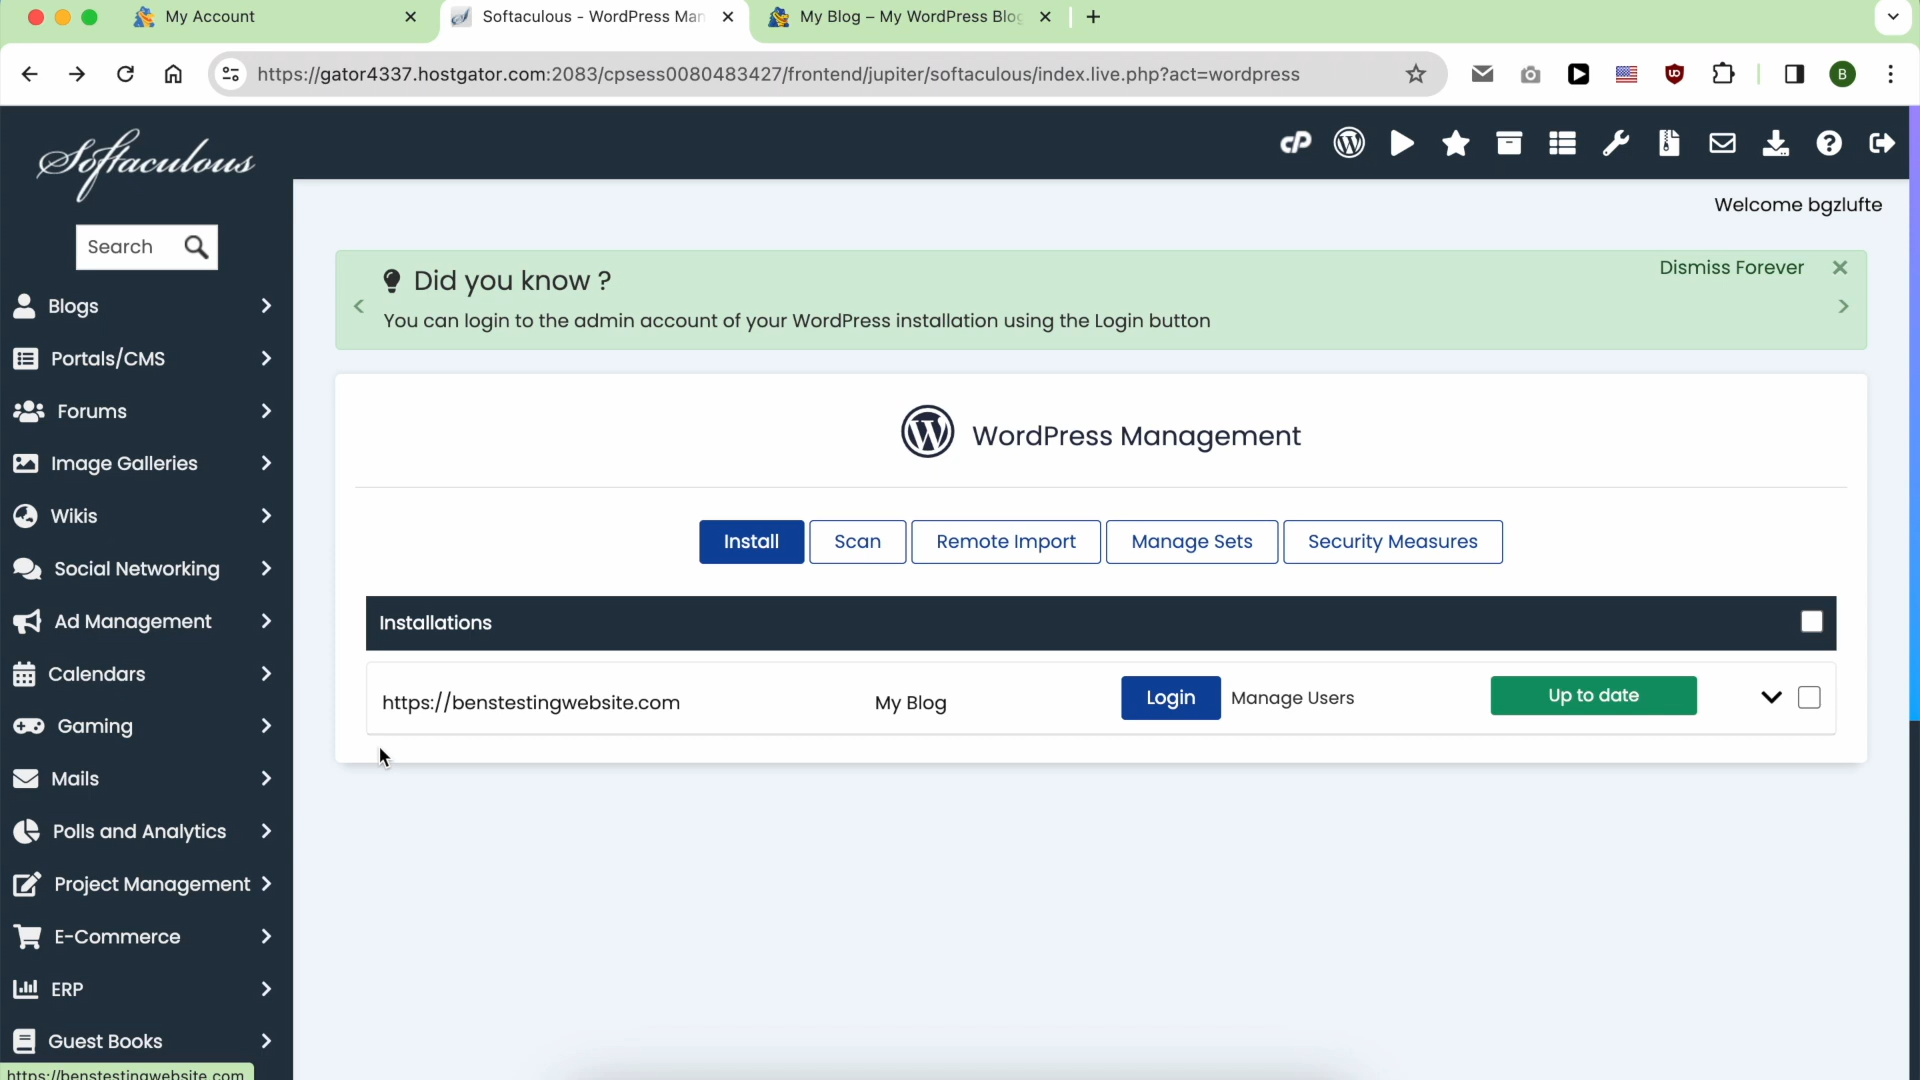 My Account
Softaculous - WordPress Man
My Blog – My WordPress Blog
https://gator4337.hostgator.com:2083/cpsess0080483427/frontend/jupiter/softaculous/index.live.php?act=wordpress
B
Softaculous
cP
Welcome bgzlufte
Search
Did you know ?
Dismiss Forever
You can login to the admin account of your WordPress installation using the Login button
Blogs
Portals/CMS
Forums
Image Galleries
Wikis
Social Networking
Ad Management
Calendars
Gaming
Mails
Polls and Analytics
Project Management
E-Commerce
ERP
Guest Books
WordPress Management
Install
Scan
Remote Import
Manage Sets
Security Measures
Installations
https://benstestingwebsite.com
My Blog
Login
Manage Users
Up to date
https://benstestingwebsite.com